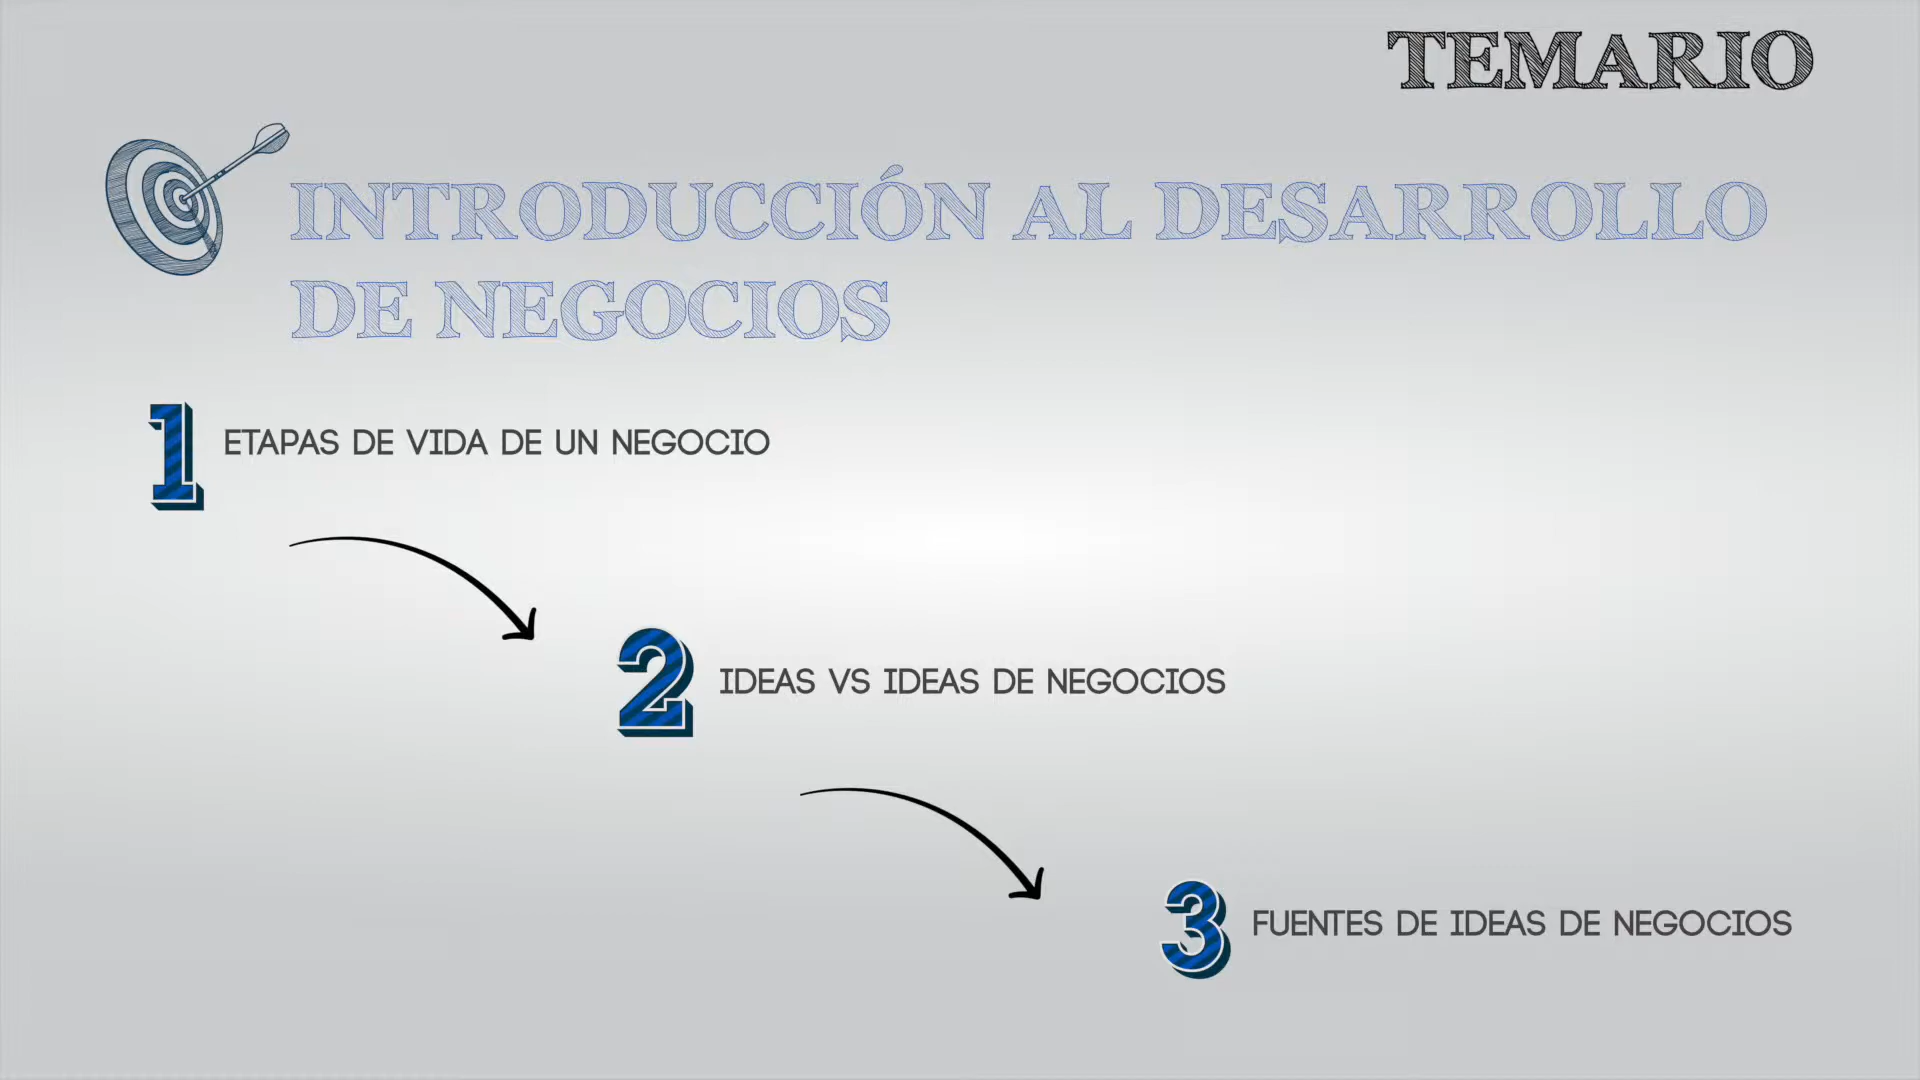 TEMARIO
INTRODUCCIÓN AL DESARROLLO
DE NEGOCIOS
1 ETAPAS DE VIDA DE UN NEGOCIO
2 IDEAS VS IDEAS DE NEGOCIOS
3 FUENTES DE IDEAS DE NEGOCIOS